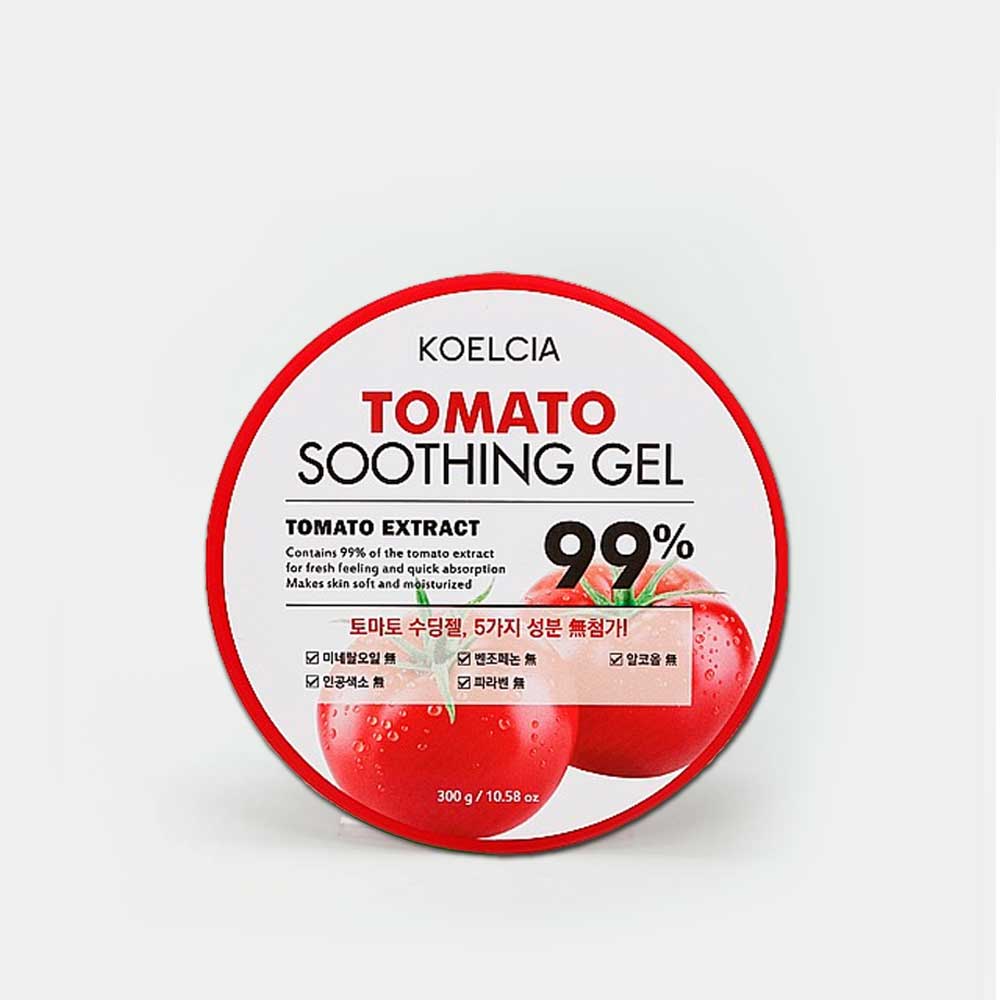 KOELCIA
TOMATO
SOOTHING GEL
TOMATO EXTRACT
Contains 99% of the tomato extract
for fresh feeling and quick absorption
Makes skin soft and moisturized
99%
토마토 수딩젤, 5가지 성분 無첨가!
미네랄오일 無
벤조페논 無
알코올 無
인공색소 無
파라벤 無
300 g / 10.58 oz